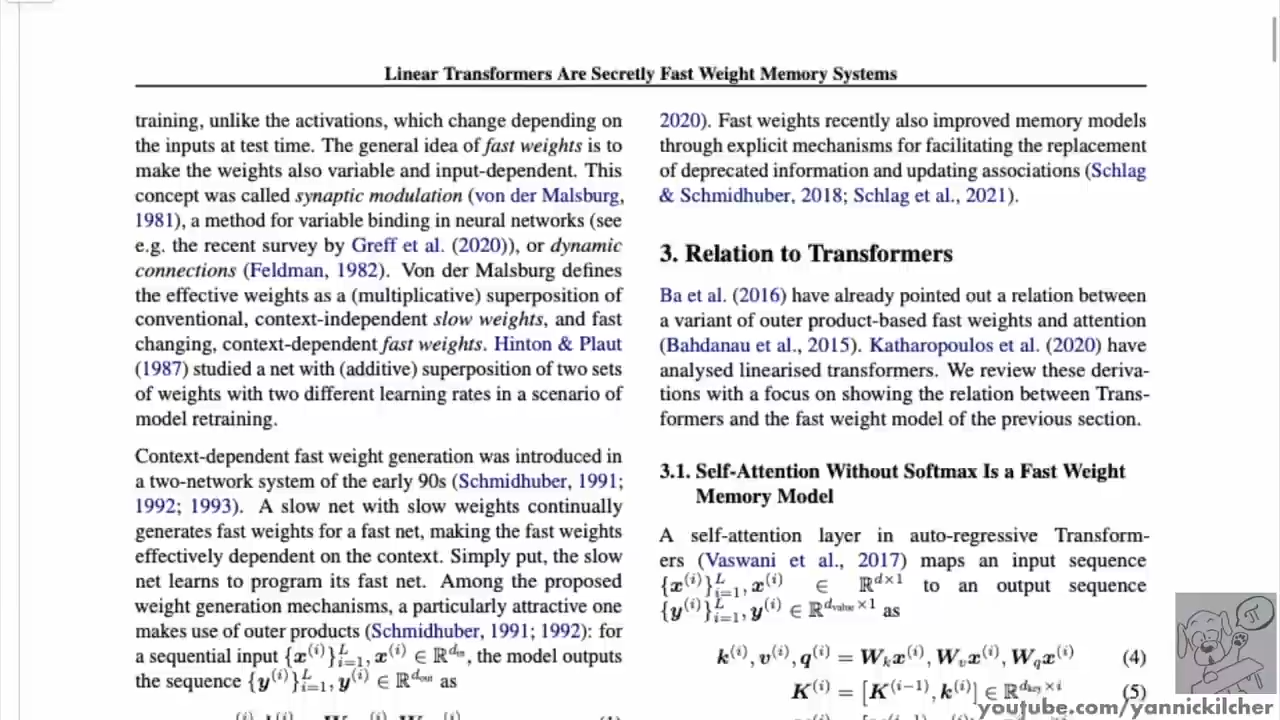 Linear Transformers Are Secretly Fast Weight Memory Systems
training, unlike the activations, which change depending on
the inputs at test time. The general idea of fast weights is to
make the weights also variable and input-dependent. This
concept was called synaptic modulation (von der Malsburg,
1981), a method for variable binding in neural networks (see
e.g. the recent survey by Greff et al. (2020)), or dynamic
connections (Feldman, 1982). Von der Malsburg defines
the effective weights as a (multiplicative) superposition of
conventional, context-independent slow weights, and fast
changing, context-dependent fast weights. Hinton & Plaut
(1987) studied a net with (additive) superposition of two sets
of weights with two different learning rates in a scenario of
model retraining.
Context-dependent fast weight generation was introduced in
a two-network system of the early 90s (Schmidhuber, 1991;
1992; 1993). A slow net with slow weights continually
generates fast weights for a fast net, making the fast weights
effectively dependent on the context. Simply put, the slow
net learns to program its fast net. Among the proposed
weight generation mechanisms, a particularly attractive one
makes use of outer products (Schmidhuber, 1991; 1992): for
a sequential input {x^(i)}^L_i=1, x^(i) ∈ ℝ^d_in, the model outputs
the sequence {y^(i)}^L_i=1, y^(i) ∈ ℝ^d_out as
2020). Fast weights recently also improved memory models
through explicit mechanisms for facilitating the replacement
of deprecated information and updating associations (Schlag
& Schmidhuber, 2018; Schlag et al., 2021).
3. Relation to Transformers
Ba et al. (2016) have already pointed out a relation between
a variant of outer product-based fast weights and attention
(Bahdanau et al., 2015). Katharopoulos et al. (2020) have
analysed linearised transformers. We review these deriva-
tions with a focus on showing the relation between Trans-
formers and the fast weight model of the previous section.
3.1. Self-Attention Without Softmax Is a Fast Weight
Memory Model
A self-attention layer in auto-regressive Transform-
ers (Vaswani et al., 2017) maps an input sequence
{x^(i)}^L_i=1, x^(i) ∈ ℝ^d×1 to an output sequence
{y^(i)}^L_i=1, y^(i) ∈ ℝ^d_value×1 as
k^(i), v^(i), q^(i) = W_k x^(i), W_v x^(i), W_q x^(i) (4)
K^(i) = [K^(i−1), k^(i)] ∈ ℝ^d_key×i (5)
π
youtube.com/yannickilcher